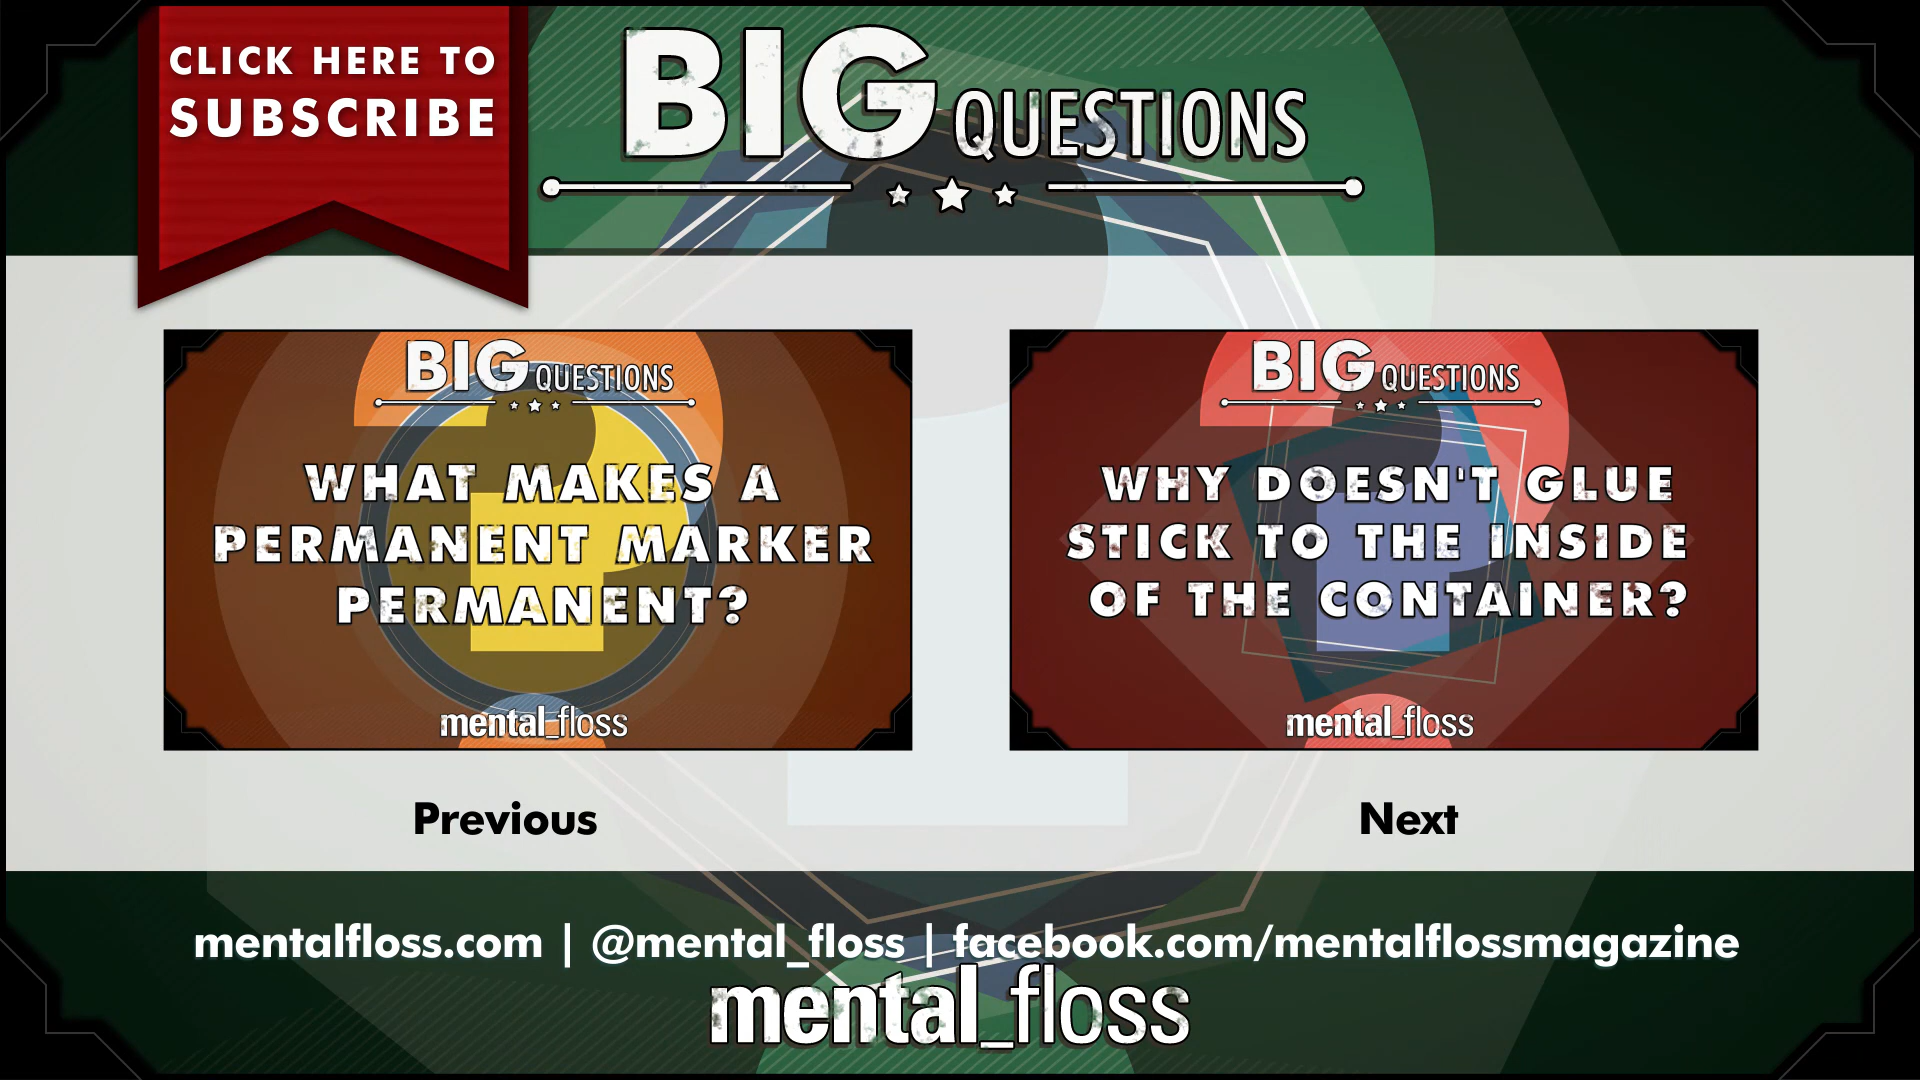 CLICK HERE TO
SUBSCRIBE
BIG QUESTIONS
BIG QUESTIONS
WHAT MAKES A
PERMANENT MARKER
PERMANENT?
mental_floss
Previous
BIG QUESTIONS
WHY DOESN'T GLUE
STICK TO THE INSIDE
OF THE CONTAINER?
mental_floss
Next
mentalfloss.com | @mental_floss | facebook.com/mentalflossmagazine
mental_floss